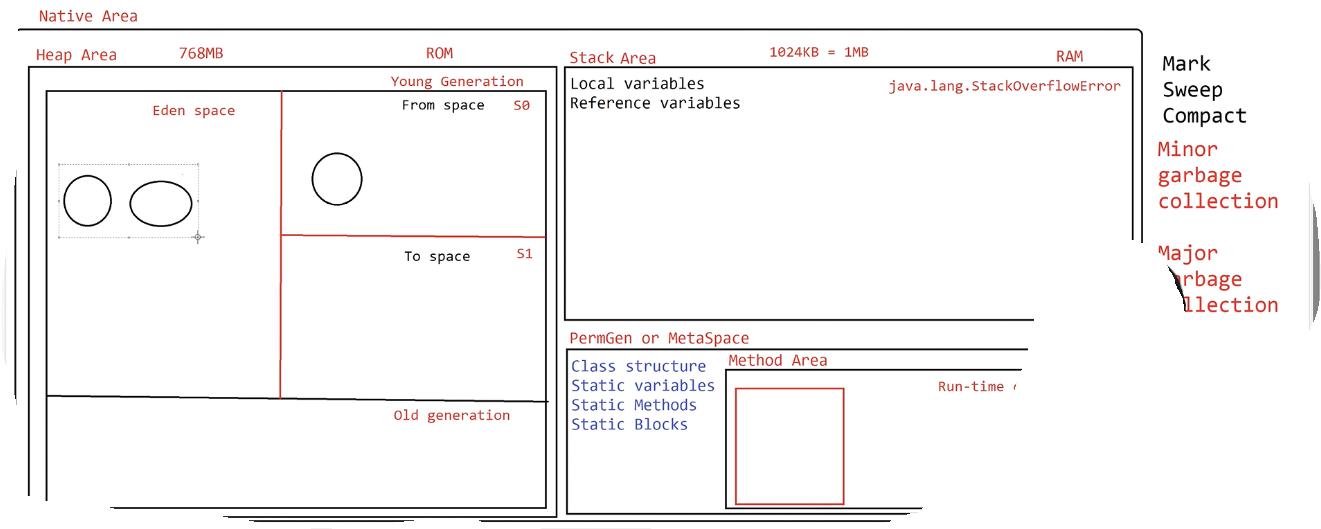 Native Area
Heap Area 768MB ROM
Young Generation
Eden space
From space S0
To space S1
Old generation
Stack Area 1024KB = 1MB RAM
Local variables java.lang.StackOverflowError
Reference variables
PermGen or MetaSpace
Class structure
Static variables
Static Methods
Static Blocks
Method Area
Run-time
Mark
Sweep
Compact
Minor
garbage
collection
Major